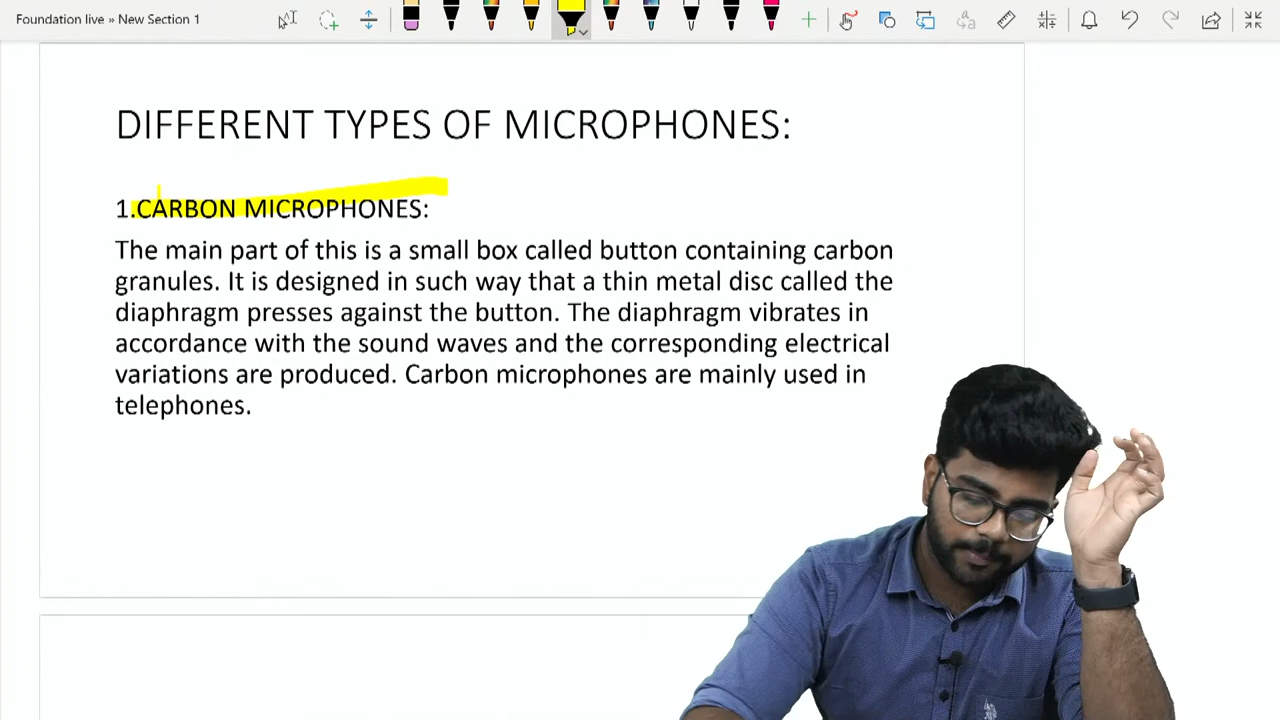 Foundation live » New Section 1
DIFFERENT TYPES OF MICROPHONES:
1.CARBON MICROPHONES:
The main part of this is a small box called button containing carbon
granules. It is designed in such way that a thin metal disc called the
diaphragm presses against the button. The diaphragm vibrates in
accordance with the sound waves and the corresponding electrical
variations are produced. Carbon microphones are mainly used in
telephones.